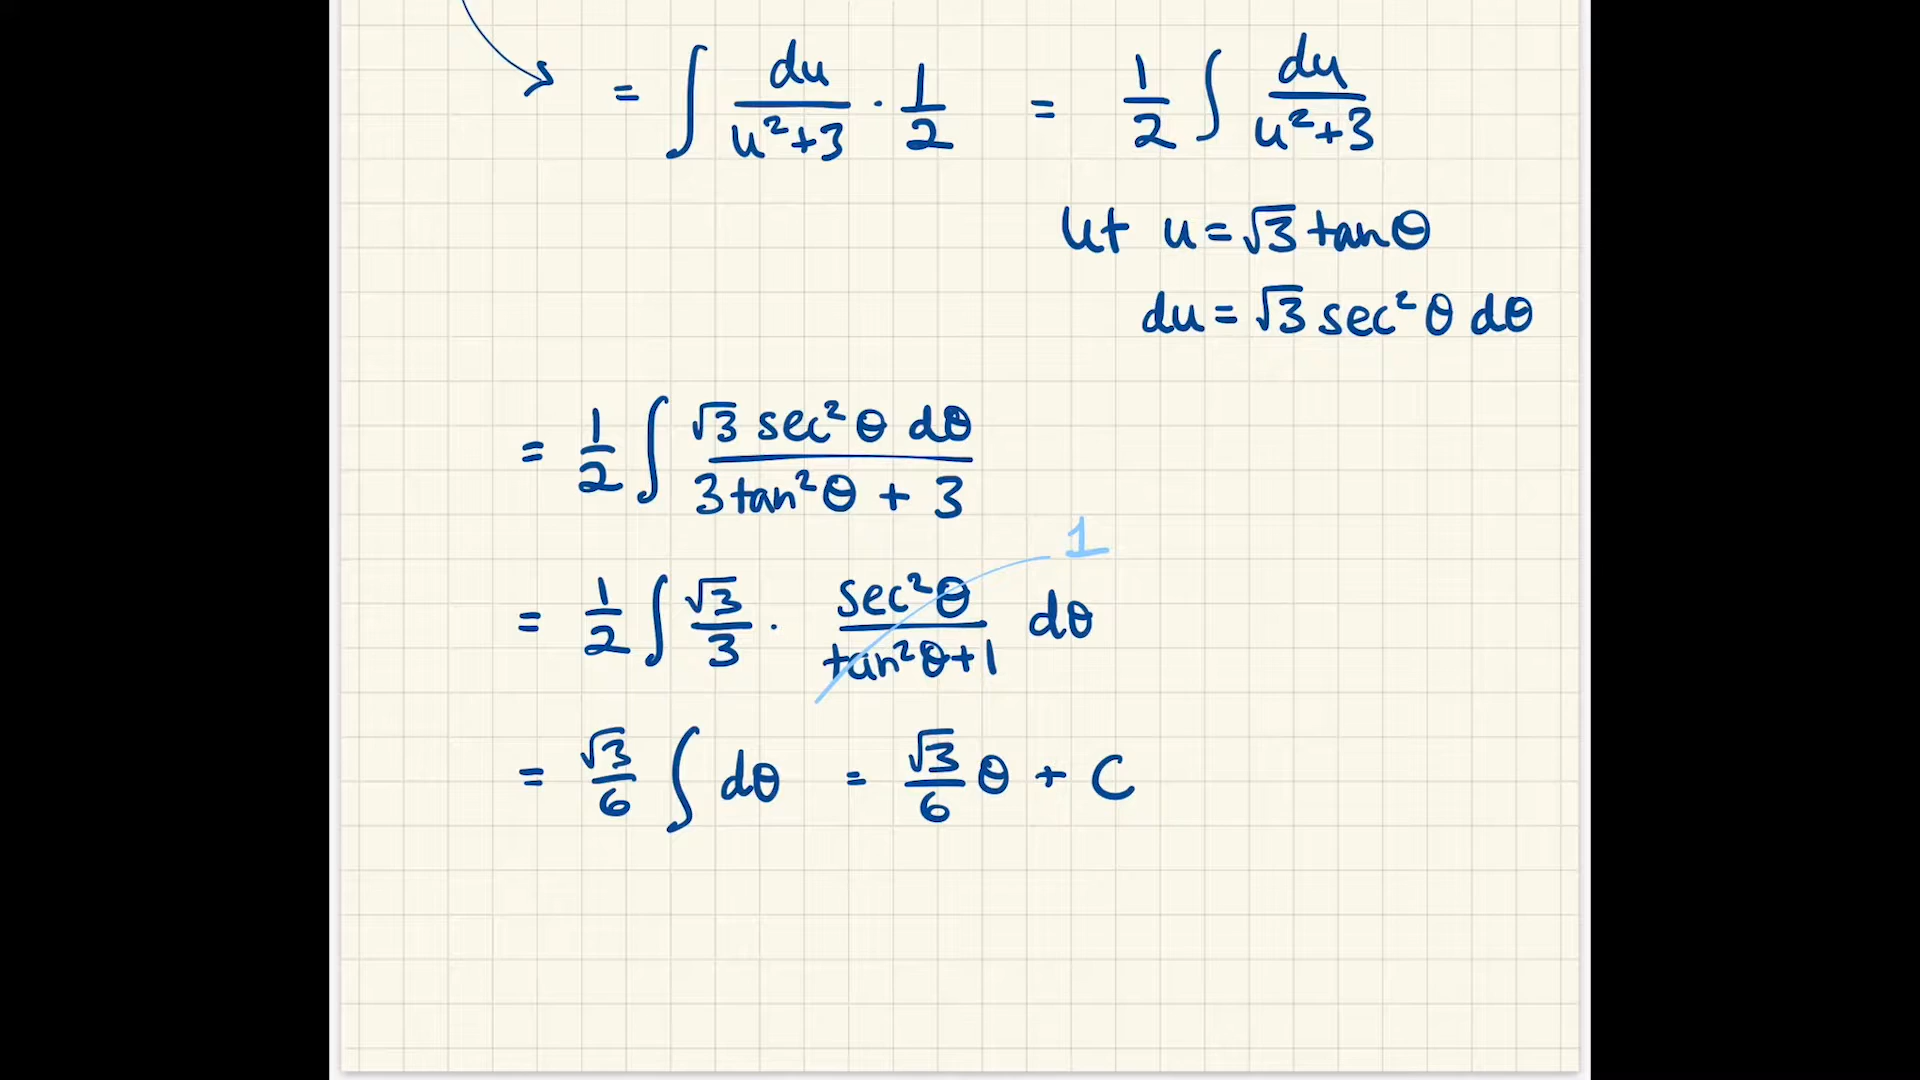 = ∫ du/(u²+3) · 1/2 = 1/2 ∫ du/(u²+3)
let u = √3 tanθ
du = √3 sec²θ dθ
= 1/2 ∫ (√3 sec²θ dθ)/(3tan²θ + 3)
1
= 1/2 ∫ √3/3 · (sec²θ)/(tan²θ+1) dθ
= √3/6 ∫ dθ = √3/6 θ + C